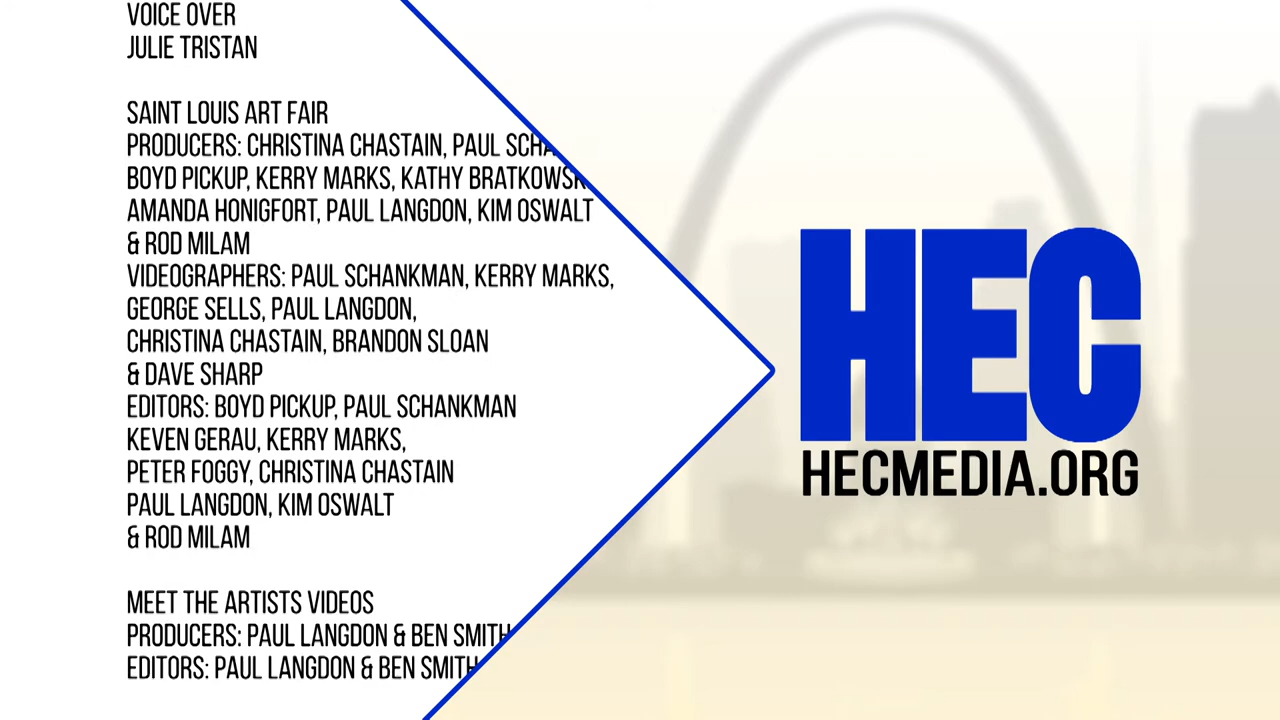 VOICE OVER
JULIE TRISTAN
SAINT LOUIS ART FAIR
PRODUCERS: CHRISTINA CHASTAIN, PAUL
BOYD PICKUP, KERRY MARKS, KATHY
AMANDA HONIGFORT, PAUL LANGDON, KIM OSWALT
& ROD MILAM
VIDEOGRAPHERS: PAUL SCHANKMAN, KERRY MARKS,
GEORGE SELLS, PAUL LANGDON,
CHRISTINA CHASTAIN, BRANDON SLOAN
& DAVE SHARP
EDITORS: BOYD PICKUP, PAUL SCHANKMAN
KEVEN GERAU, KERRY MARKS,
PETER FOGGY, CHRISTINA CHASTAIN
PAUL LANGDON, KIM OSWALT
& ROD MILAM
MEET THE ARTISTS VIDEOS
PRODUCERS: PAUL LANGDON & BEN SMITH
EDITORS: PAUL LANGDON & BEN SMITH
HEC
HECMEDIA.ORG